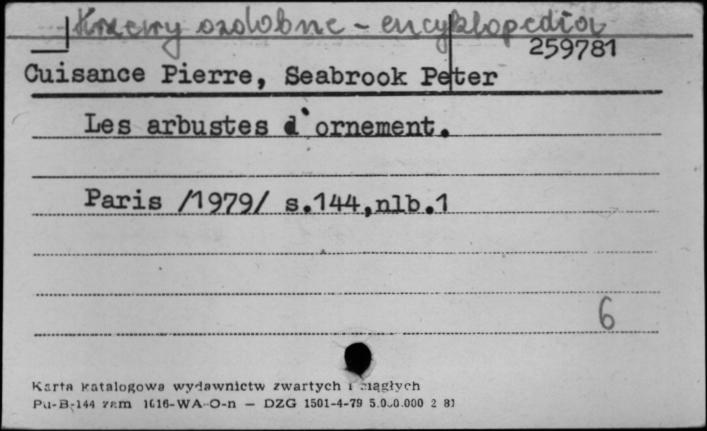 Krzewy ozdobne - encyklopedia
259781
Cuisance Pierre, Seabrook Peter
Les arbustes d'ornement.
Paris /1979/ s.144,nlb.1
6
Karta katalogowa wydawnictw zwartych i ciągłych
Pu-B-144 zam 1616-WA-O-n — DZG 1501-4-79 5.000.000 2 81